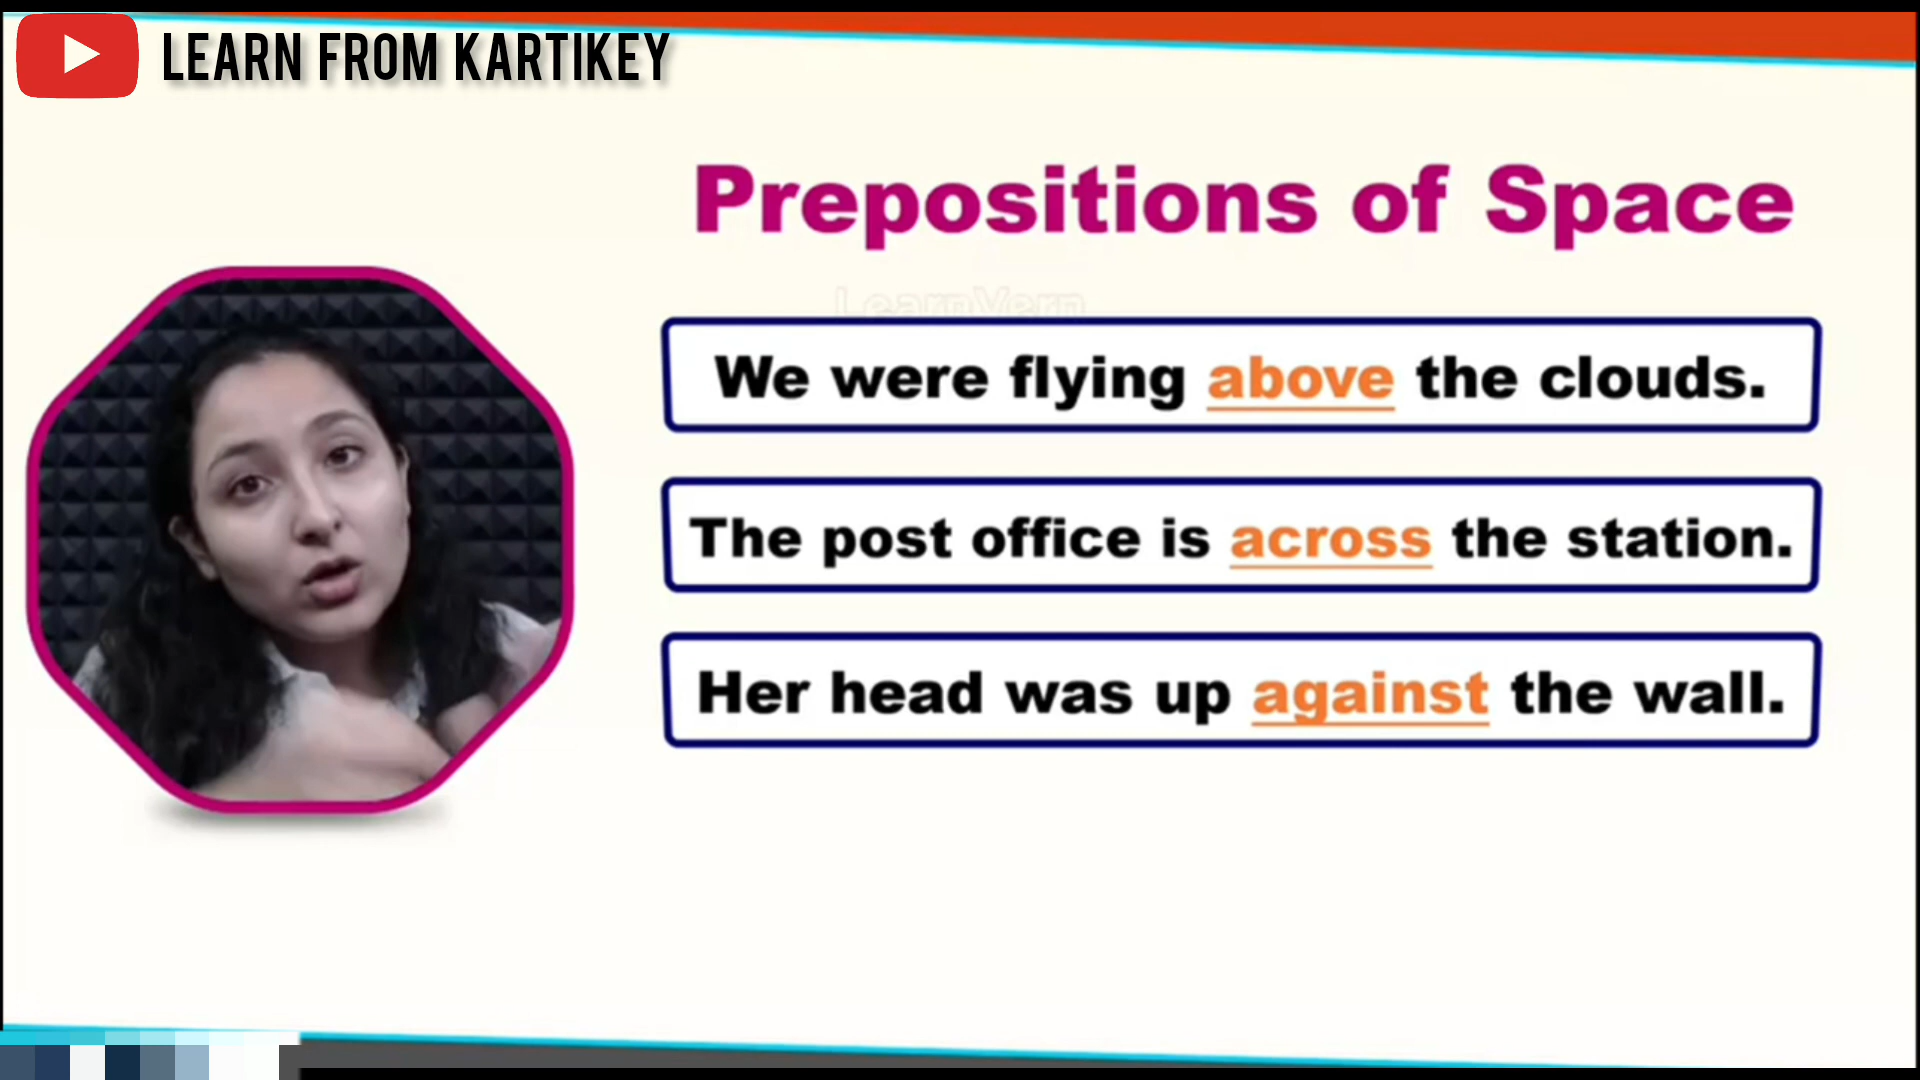 LEARN FROM KARTIKEY
Prepositions of Space
LearnVern
We were flying above the clouds.
The post office is across the station.
Her head was up against the wall.